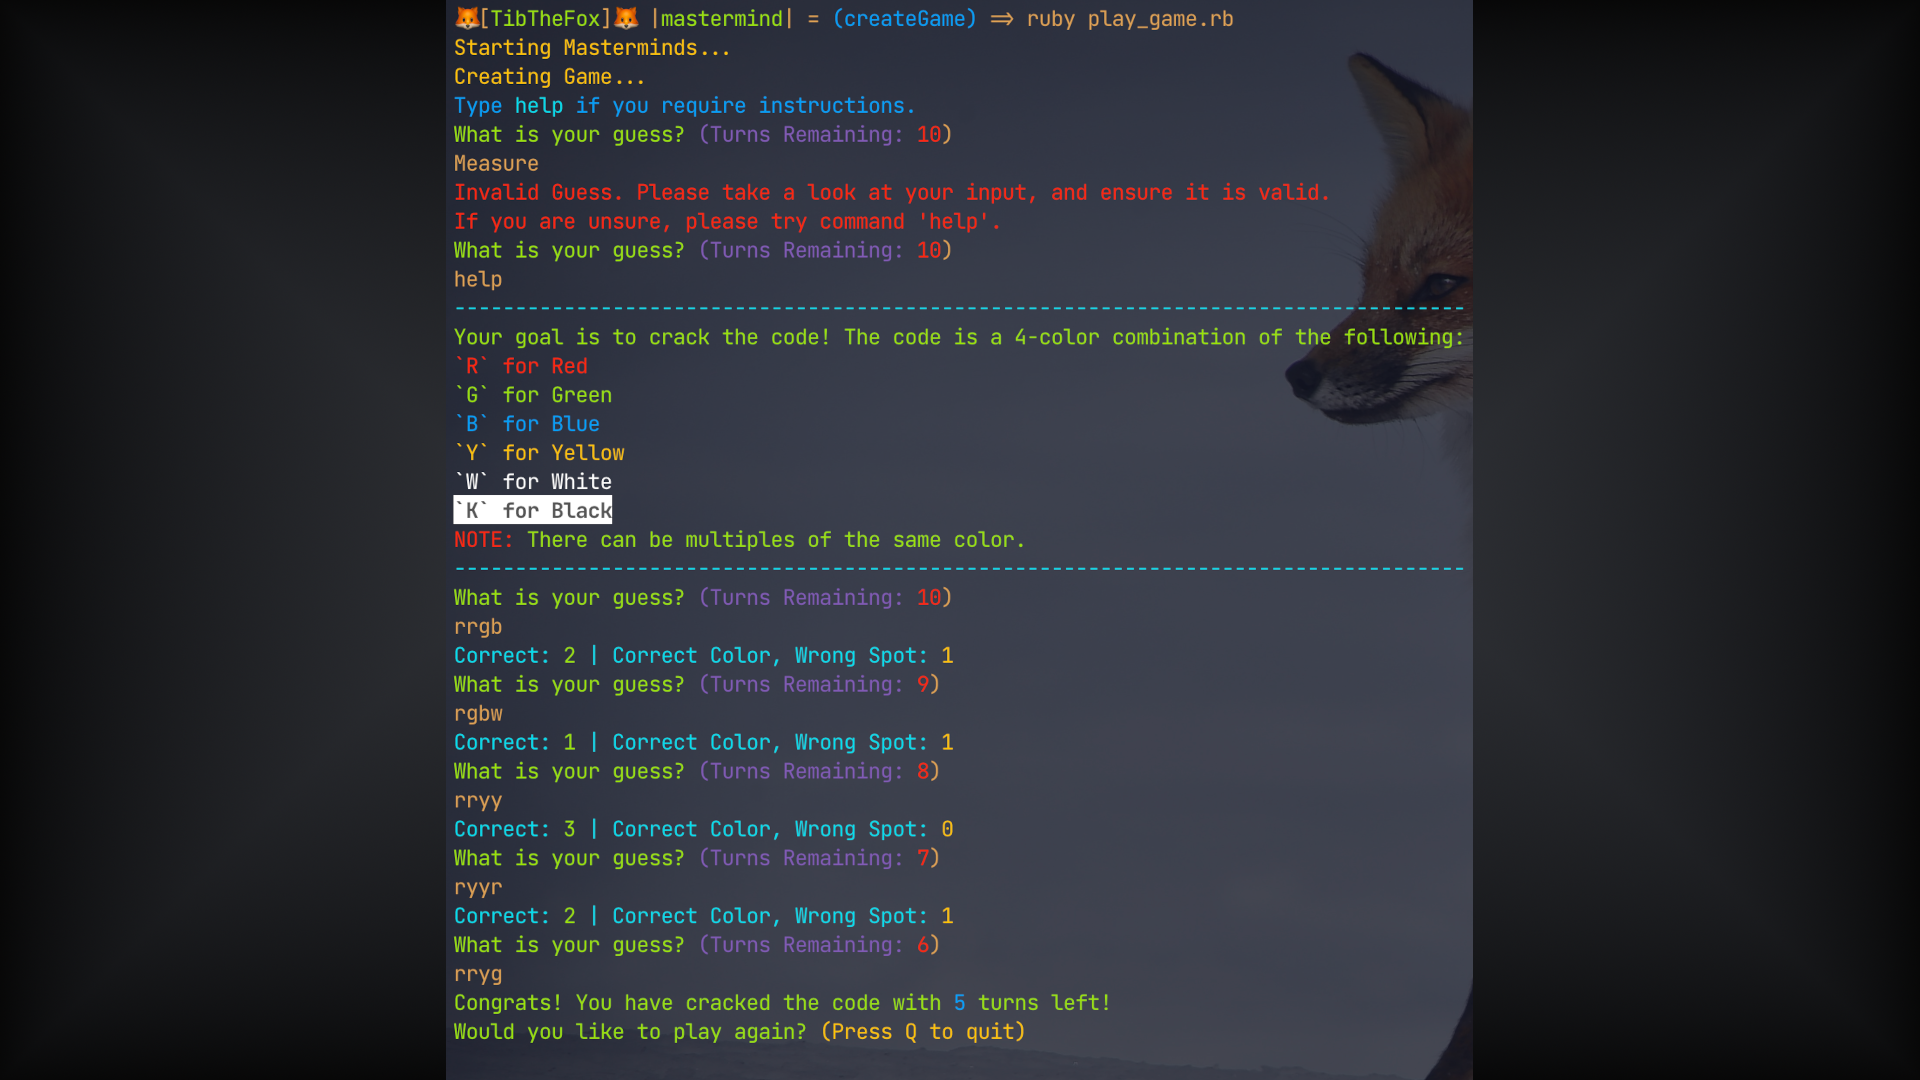 🦊[TibTheFox]🦊 |mastermind| = (createGame) => ruby play_game.rb
Starting Masterminds...
Creating Game...
Type help if you require instructions.
What is your guess? (Turns Remaining: 10)
Measure
Invalid Guess. Please take a look at your input, and ensure it is valid.
If you are unsure, please try command 'help'.
What is your guess? (Turns Remaining: 10)
help
-----------------------------------------------------------------------------------
Your goal is to crack the code! The code is a 4-color combination of the following:
`R` for Red
`G` for Green
`B` for Blue
`Y` for Yellow
`W` for White
`K` for Black
NOTE: There can be multiples of the same color.
-----------------------------------------------------------------------------------
What is your guess? (Turns Remaining: 10)
rrgb
Correct: 2 | Correct Color, Wrong Spot: 1
What is your guess? (Turns Remaining: 9)
rgbw
Correct: 1 | Correct Color, Wrong Spot: 1
What is your guess? (Turns Remaining: 8)
rryy
Correct: 3 | Correct Color, Wrong Spot: 0
What is your guess? (Turns Remaining: 7)
ryyr
Correct: 2 | Correct Color, Wrong Spot: 1
What is your guess? (Turns Remaining: 6)
rryg
Congrats! You have cracked the code with 5 turns left!
Would you like to play again? (Press Q to quit)